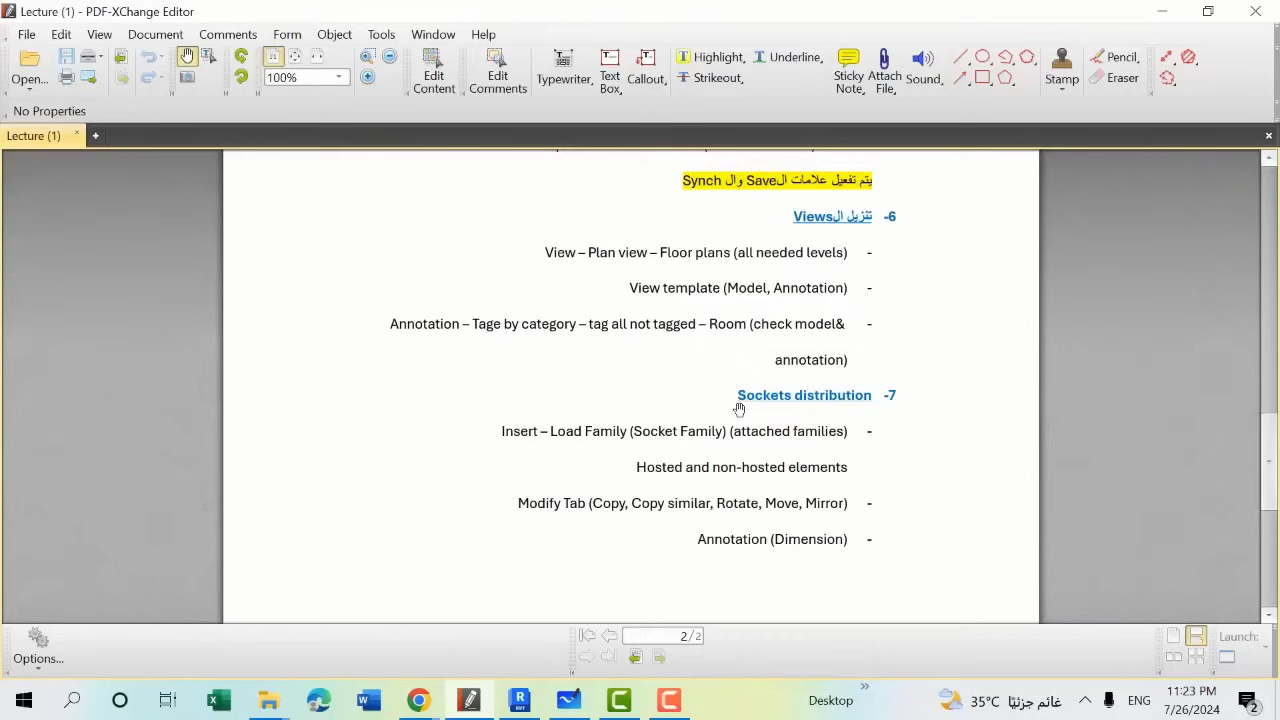 Lecture (1) - PDF-XChange Editor
File Edit View Document Comments Form Object Tools Window Help
Open...
100%
Edit Content
Edit Comments
Typewriter
Text Box
Callout
Highlight
Strikeout
Underline
Sticky Note
Attach File
Sound
Stamp
Pencil
Eraser
No Properties
Lecture (1)
يتم تفعيل علامات الSave وال Synch
6- تنزيل الViews
- View – Plan view – Floor plans (all needed levels)
- View template (Model, Annotation)
- Annotation – Tage by category – tag all not tagged – Room (check model&
annotation)
7- Sockets distribution
- Insert – Load Family (Socket Family) (attached families)
Hosted and non-hosted elements
- Modify Tab (Copy, Copy similar, Rotate, Move, Mirror)
- Annotation (Dimension)
Options...
2/2
Launch:
Desktop
35°C غائم جزئيًا
ENG
11:23 PM
7/26/2024
2